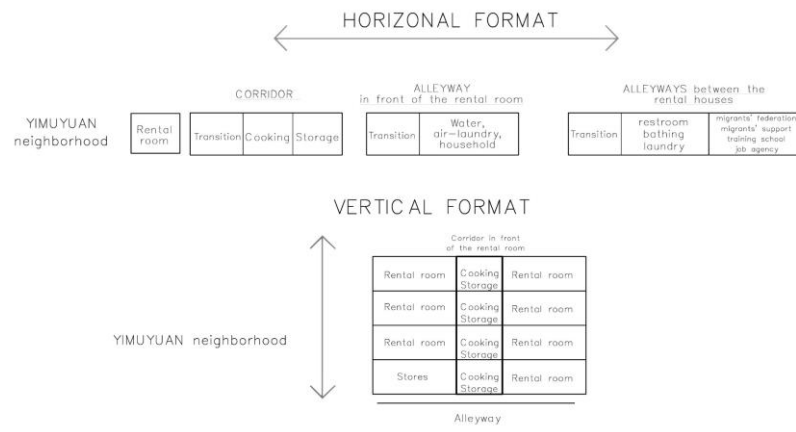 HORIZONAL FORMAT
CORRIDOR
ALLEYWAY
in front of the rental room
ALLEYWAYS between the
rental houses
YIMUYUAN
neighborhood
Rental
room
Transition
Cooking
Storage
Transition
Water,
air-laundry,
household
Transition
restroom
bathing
laundry
migrants' federation
migrants' support
training school
job agency
VERTICAL FORMAT
Corridor in front
of the rental room
YIMUYUAN neighborhood
Rental room
Cooking
Storage
Rental room
Rental room
Cooking
Storage
Rental room
Rental room
Cooking
Storage
Rental room
Stores
Cooking
Storage
Rental room
Alleyway